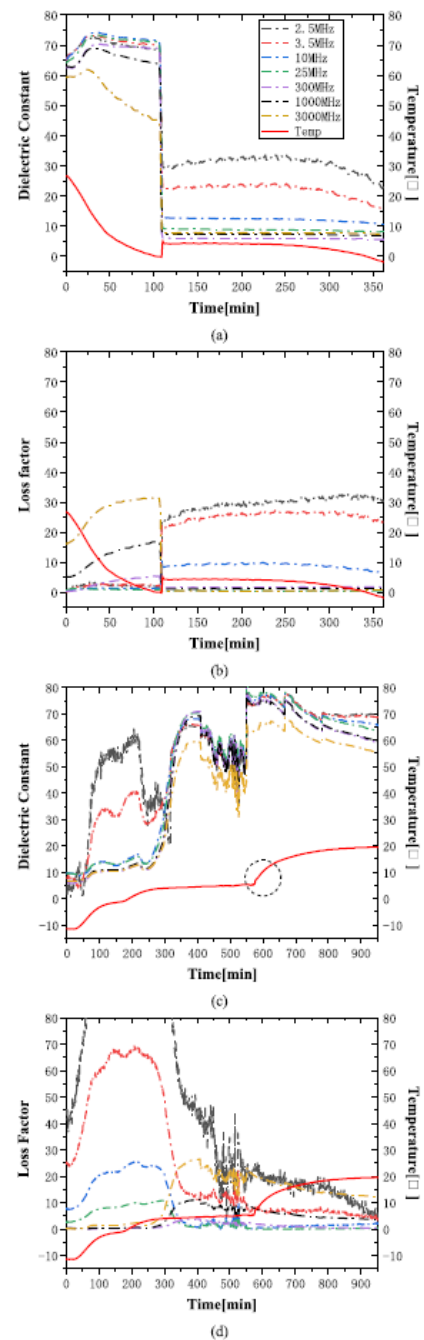 80
70
60
50
40
30
20
10
0
Dielectric Constant
2.5MHz
3.5MHz
10MHz
25MHz
300MHz
1000MHz
3000MHz
Temp
80
70
60
50
40
30
20
10
0
Temperature[□]
0 50 100 150 200 250 300 350
Time[min]
(a)
80
70
60
50
40
30
20
10
0
Loss factor
80
70
60
50
40
30
20
10
0
Temperature[□]
0 50 100 150 200 250 300 350
Time[min]
(b)
80
70
60
50
40
30
20
10
0
-10
Dielectric Constant
80
70
60
50
40
30
20
10
0
-10
Temperature[□]
0 100 200 300 400 500 600 700 800 900
Time[min]
(c)
80
70
60
50
40
30
20
10
0
-10
Loss Factor
80
70
60
50
40
30
20
10
0
-10
Temperature[□]
0 100 200 300 400 500 600 700 800 900
Time[min]
(d)